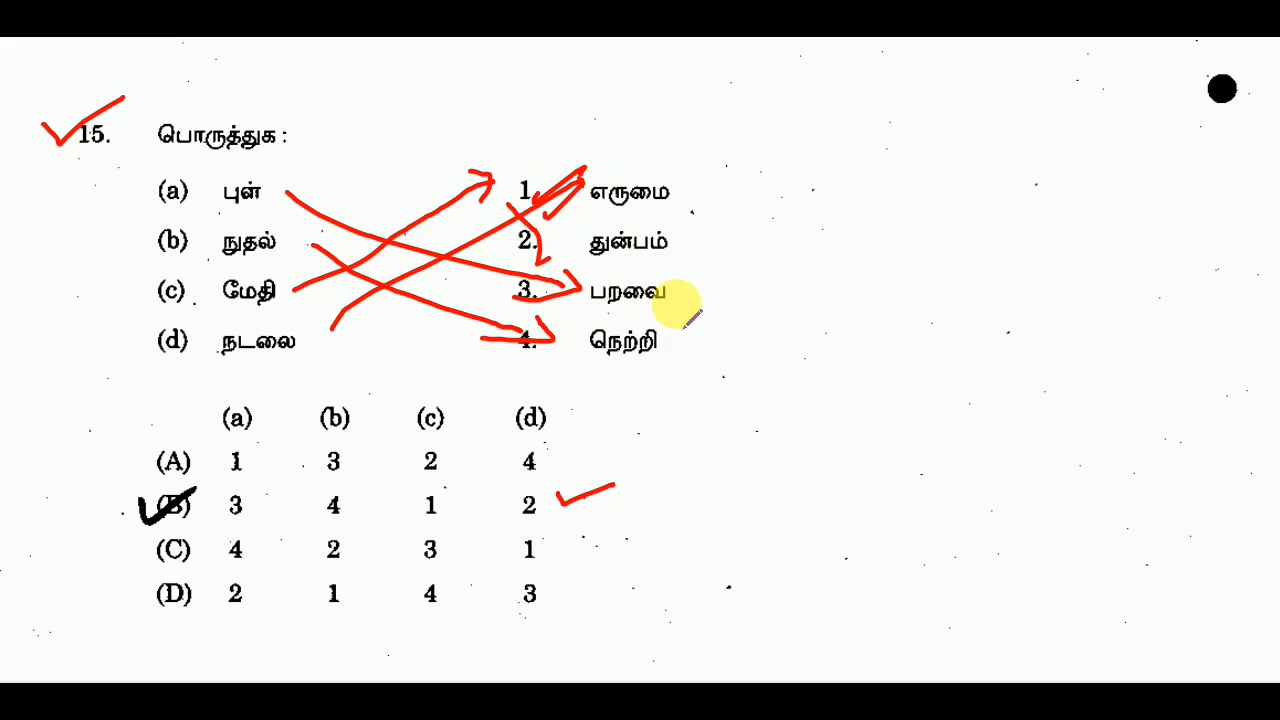 15. பொருத்துக :
(a) புள் 1. எருமை
(b) நுதல் 2. துன்பம்
(c) மேதி 3. பறவை
(d) நடலை 4. நெற்றி
(a) (b) (c) (d)
(A) 1 3 2 4
(B) 3 4 1 2
(C) 4 2 3 1
(D) 2 1 4 3